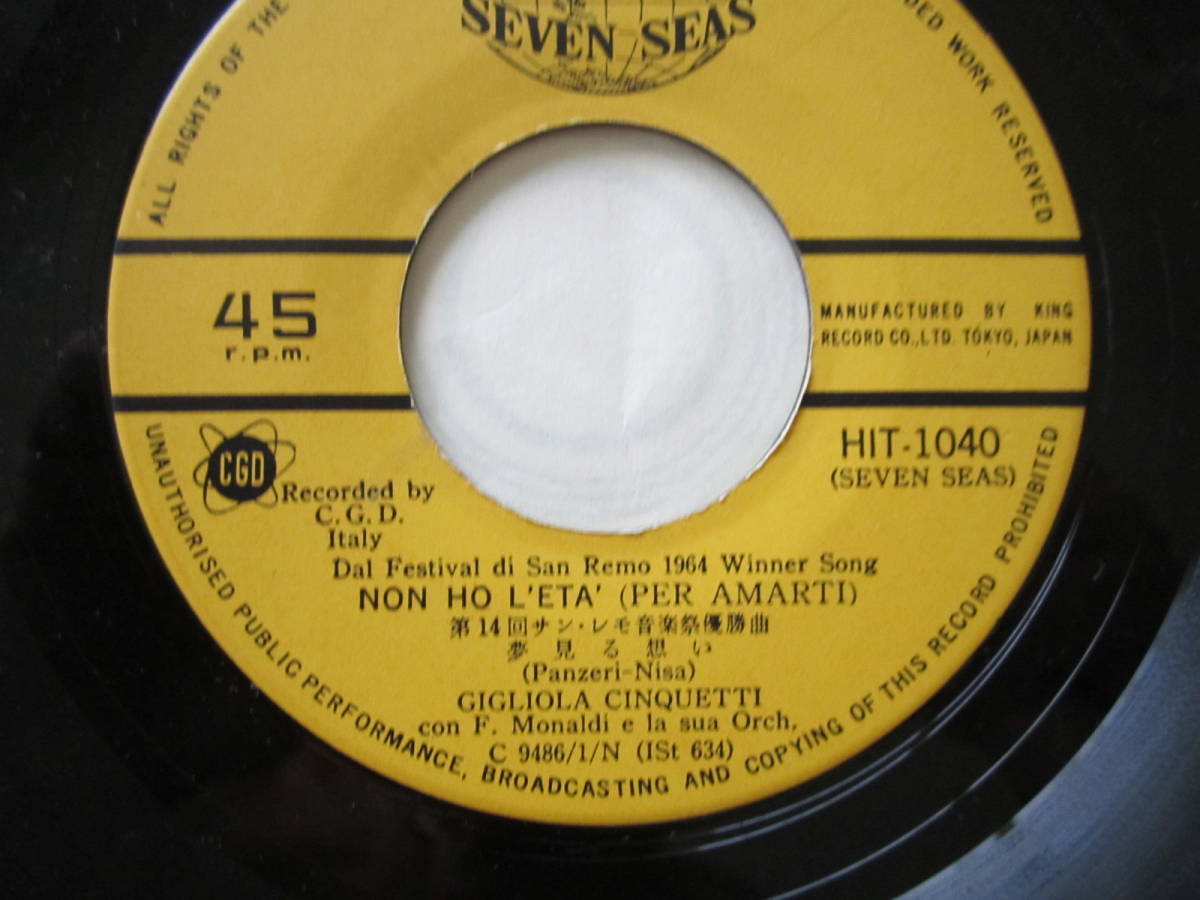 SEVEN SEAS
ALL RIGHTS OF THE
DED WORK RESERVED
45
r.p.m.
MANUFACTURED BY KING
RECORD CO., LTD. TOKYO, JAPAN
CGD
Recorded by
C.G.D.
Italy
HIT-1040
(SEVEN SEAS)
Dal Festival di San Remo 1964 Winner Song
NON HO L'ETA' (PER AMARTI)
第14回サン・レモ音楽祭優勝曲
夢見る想い
(Panzeri-Nisa)
GIGLIOLA CINQUETTI
con F. Monaldi e la sua Orch.
C 9486/1/N (ISt 634)
UNAUTHORISED PUBLIC PERFORMANCE, BROADCASTING AND COPYING OF THIS RECORD PROHIBITED